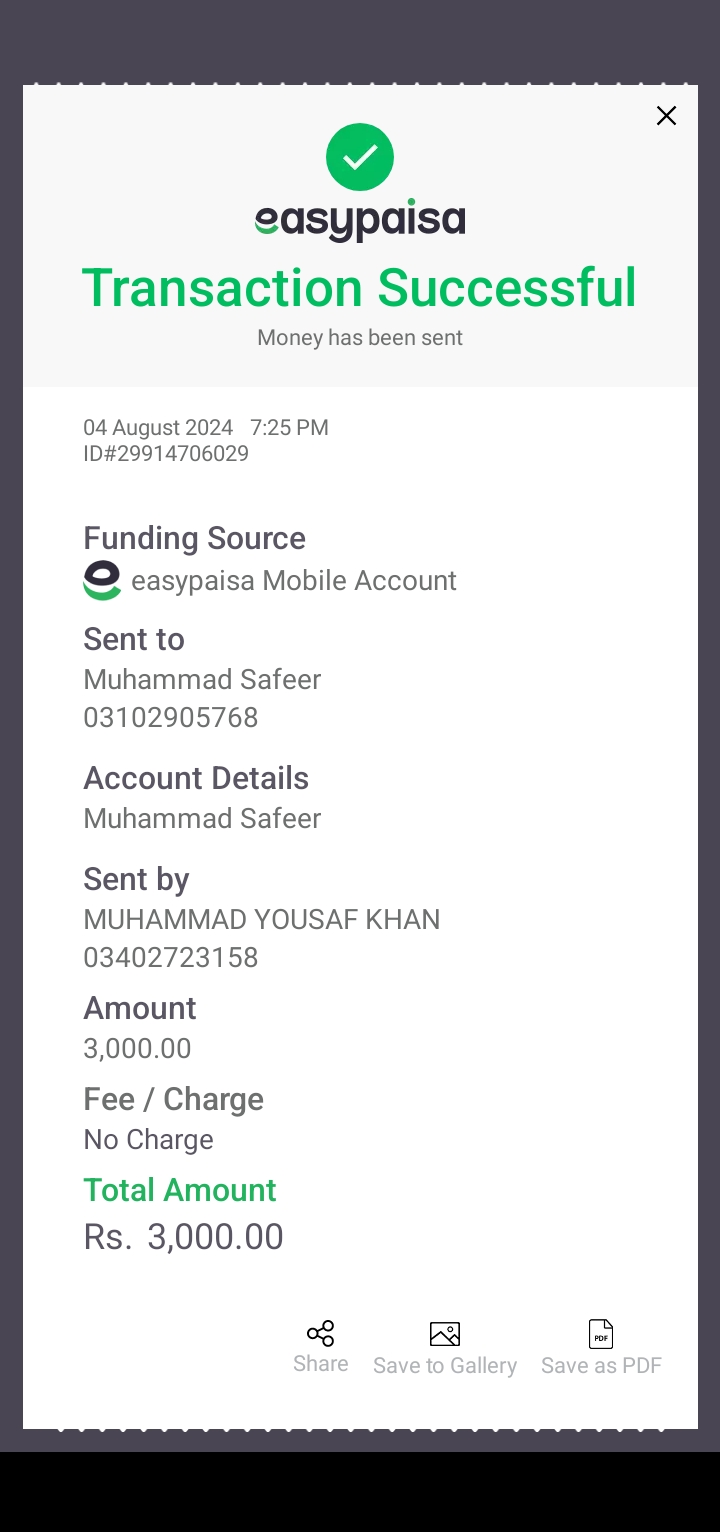 easypaisa
Transaction Successful
Money has been sent
04 August 2024 7:25 PM
ID#29914706029
Funding Source
easypaisa Mobile Account
Sent to
Muhammad Safeer
03102905768
Account Details
Muhammad Safeer
Sent by
MUHAMMAD YOUSAF KHAN
03402723158
Amount
3,000.00
Fee / Charge
No Charge
Total Amount
Rs. 3,000.00
PDF
Share Save to Gallery Save as PDF